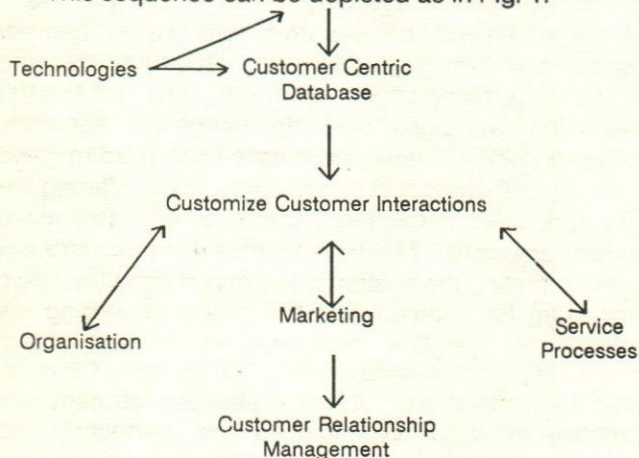 This sequence can be depicted as in Fig. 1.
Technologies
Customer Centric
Database
Customize Customer Interactions
Organisation
Marketing
Service
Processes
Customer Relationship
Management